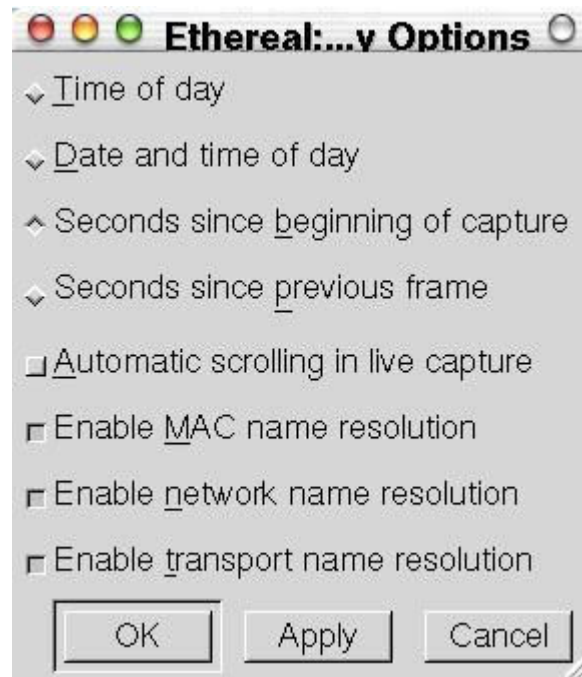 Ethereal:...y Options
Time of day
Date and time of day
Seconds since beginning of capture
Seconds since previous frame
Automatic scrolling in live capture
Enable MAC name resolution
Enable network name resolution
Enable transport name resolution
OK Apply Cancel